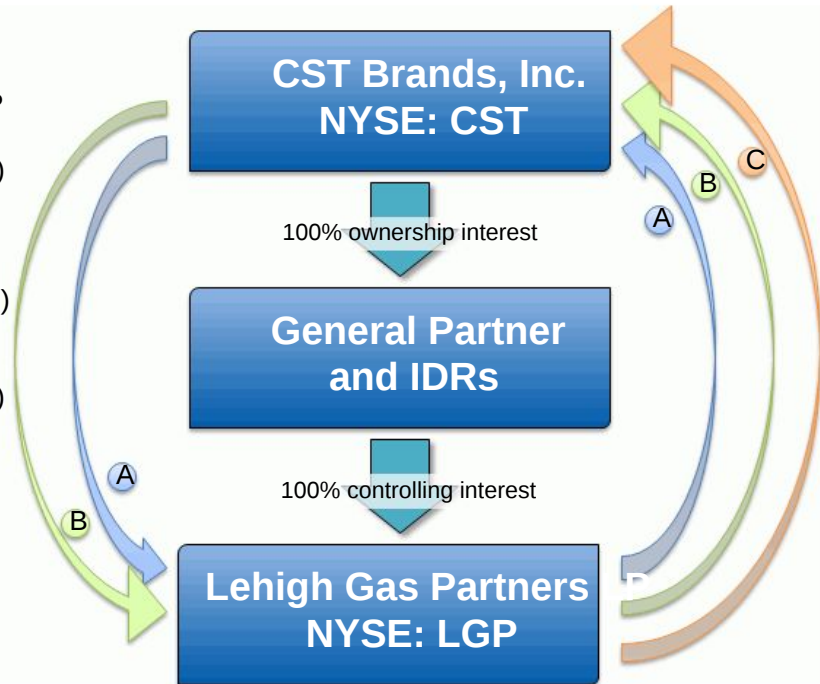 CST Brands, Inc.
NYSE: CST
C
B
A
100% ownership interest
)
)
General Partner
and IDRs
)
A
100% controlling interest
B
Lehigh Gas Partners LP
NYSE: LGP